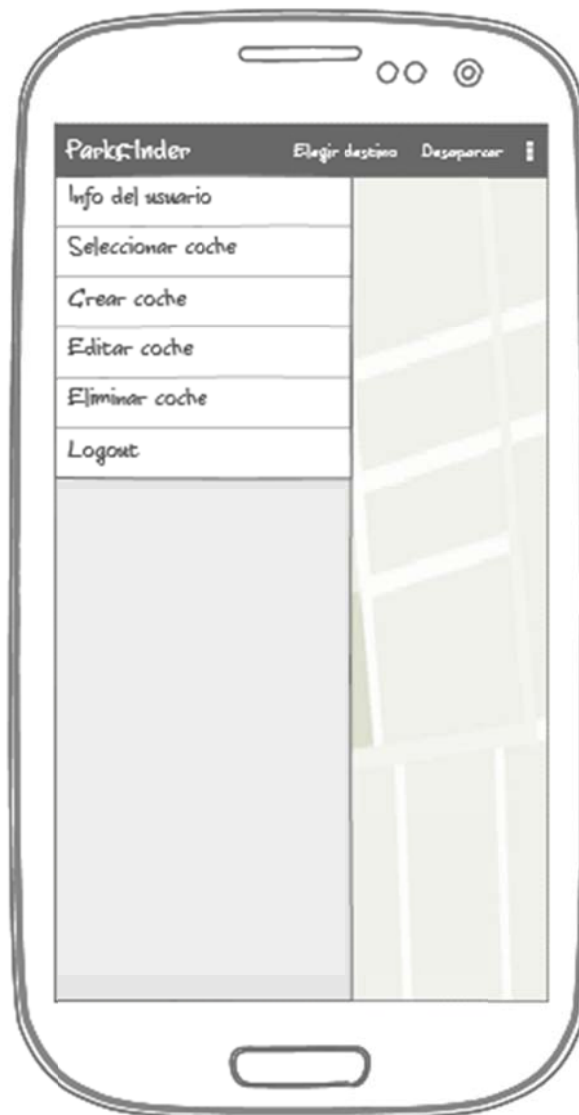 ParkFinder Elegir destino Desaparcar
Info del usuario
Seleccionar coche
Crear coche
Editar coche
Eliminar coche
Logout